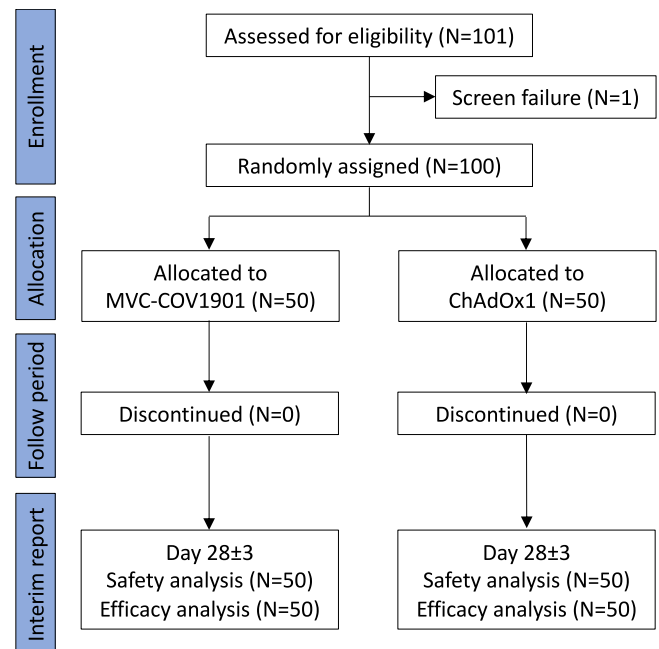 Enrollment
Assessed for eligibility (N=101)
Screen failure (N=1)
Randomly assigned (N=100)
Allocation
Allocated to
MVC-COV1901 (N=50)
Allocated to
ChAdOx1 (N=50)
Follow period
Discontinued (N=0)
Discontinued (N=0)
Interim report
Day 28±3
Safety analysis (N=50)
Efficacy analysis (N=50)
Day 28±3
Safety analysis (N=50)
Efficacy analysis (N=50)